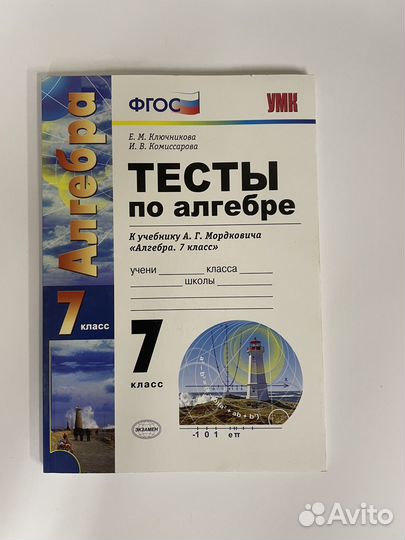 ФГОС
УМК
Е. М. Ключникова
И. В. Комиссарова
ТЕСТЫ
по алгебре
К учебнику А. Г. Мордковича
«Алгебра. 7 класс»
учени класса
школы
Алгебра
7 класс
7
класс
ЭКЗАМЕН
-1 0 1 e π
Avito